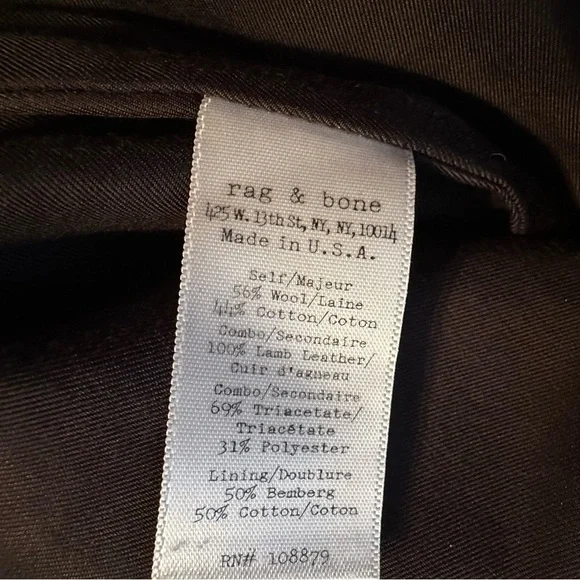 rag & bone
425 W. 13th St, NY, NY, 10014
Made in U.S.A.
Self/Majeur
56% Wool/Laine
44% Cotton/Coton
Combo/Secondaire
100% Lamb Leather/
Cuir d'agneau
Combo/Secondaire
69% Triacetate/
Triacétate
31% Polyester
Lining/Doublure
50% Bemberg
50% Cotton/Coton
RN# 108879